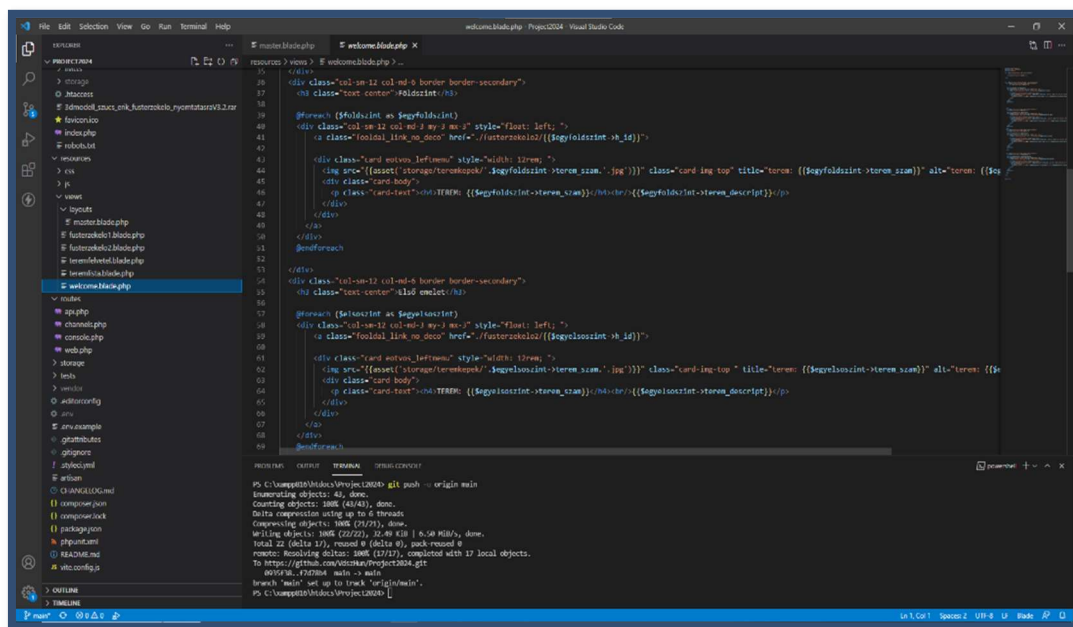 File Edit Selection View Go Run Terminal Help
welcome.blade.php - Project2024 - Visual Studio Code
EXPLORER
PROJECT2024
storage
.htaccess
3dmodell_szucs_erik_fusterzekelo_nyomtatasraV3.2.rar
favicon.ico
index.php
robots.txt
resources
css
js
views
layouts
master.blade.php
fusterzekelo1.blade.php
fusterzekelo2.blade.php
teremfelvetel.blade.php
teremlista.blade.php
welcome.blade.php
routes
api.php
channels.php
console.php
web.php
storage
tests
vendor
.editorconfig
.env
.env.example
.gitattributes
.gitignore
.styleci.yml
artisan
CHANGELOG.md
composer.json
composer.lock
package.json
phpunit.xml
README.md
vite.config.js
OUTLINE
TIMELINE
master.blade.php welcome.blade.php
resources > views > welcome.blade.php > ...
35 </div>
36 <div class="col-sm-12 col-md-6 border border-secondary">
37 <h3 class="text-center">Földszint</h3>
38
39 @foreach ($foldszint as $egyfoldszint)
40 <div class="col-sm-12 col-md-3 my-3 mx-3" style="float: left; ">
41 <a class="fooldal_link_no_deco" href="./fusterzekelo2/{{$egyfoldszint->h_id}}">
42
43 <div class="card eotvos_leftmenu" style="width: 12rem; ">
44 <img src="{{asset('storage/teremkepek/'.$egyfoldszint->terem_szam.'.jpg')}}" class="card-img-top" title="terem: {{$egyfoldszint->terem_szam}}" alt="terem: {{$eg
45 <div class="card-body">
46 <p class="card-text"><h4>TEREM: {{$egyfoldszint->terem_szam}}</h4><br/>{{$egyfoldszint->terem_descript}}</p>
47 </div>
48 </div>
49 </a>
50 </div>
51 @endforeach
52
53 </div>
54 <div class="col-sm-12 col-md-6 border border-secondary">
55 <h3 class="text-center">Első emelet</h3>
56
57 @foreach ($elsoszint as $egyelsoszint)
58 <div class="col-sm-12 col-md-3 my-3 mx-3" style="float: left; ">
59 <a class="fooldal_link_no_deco" href="./fusterzekelo2/{{$egyelsoszint->h_id}}">
60
61 <div class="card eotvos_leftmenu" style="width: 12rem; ">
62 <img src="{{asset('storage/teremkepek/'.$egyelsoszint->terem_szam.'.jpg')}}" class="card-img-top " title="terem: {{$egyelsoszint->terem_szam}}" alt="terem: {{$e
63 <div class="card body">
64 <p class="card-text"><h4>TEREM: {{$egyelsoszint->terem_szam}}</h4><br/>{{$egyelsoszint->terem_descript}}</p>
65 </div>
66 </div>
67 </a>
68 </div>
69 @endforeach
PROBLEMS OUTPUT TERMINAL DEBUG CONSOLE
powershell
PS C:\xampp816\htdocs\Project2024> git push -u origin main
Enumerating objects: 43, done.
Counting objects: 100% (43/43), done.
Delta compression using up to 6 threads
Compressing objects: 100% (21/21), done.
Writing objects: 100% (22/22), 32.49 KiB | 6.50 MiB/s, done.
Total 22 (delta 17), reused 0 (delta 0), pack-reused 0
remote: Resolving deltas: 100% (17/17), completed with 17 local objects.
To https://github.com/VdszHun/Project2024.git
main -> main
branch 'main' set up to track 'origin/main'.
PS C:\xampp816\htdocs\Project2024>
main* 0 0 0 Ln 1, Col 1 Spaces: 2 UTF-8 LF Blade